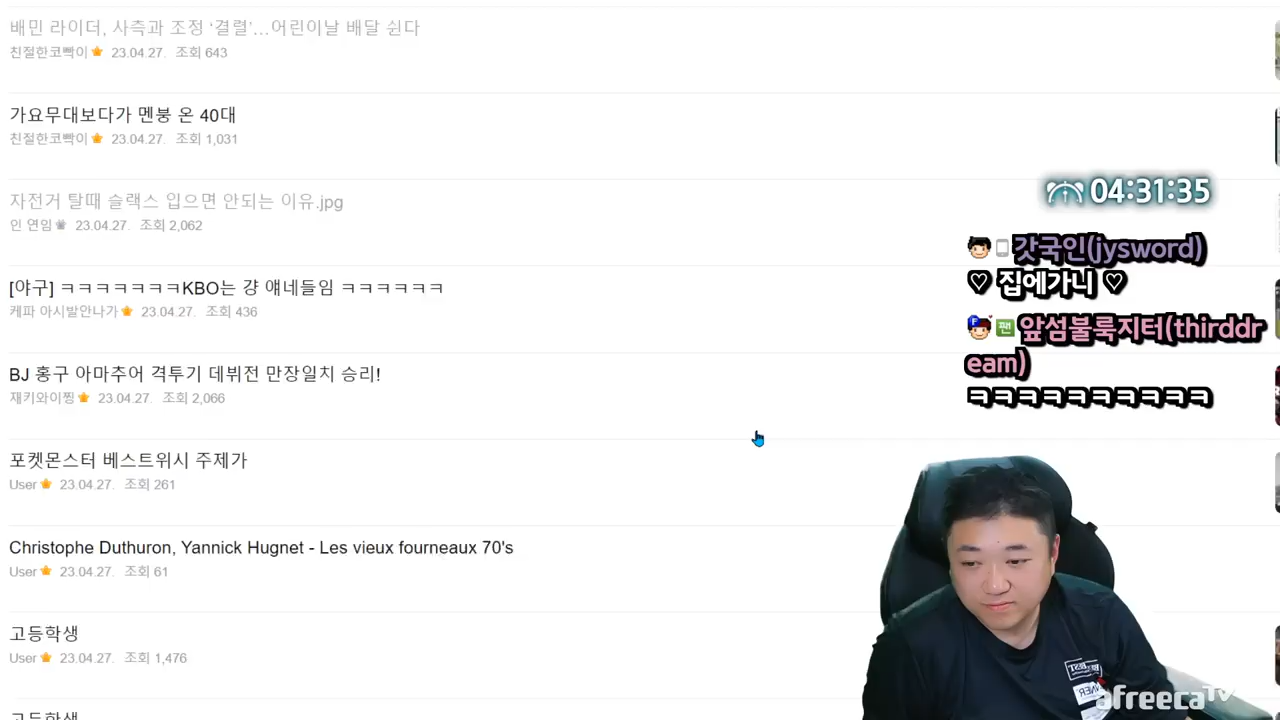 배민 라이더, 사측과 조정 ‘결렬’…어린이날 배달 쉰다
친절한코빡이 23.04.27. 조회 643
가요무대보다가 멘붕 온 40대
친절한코빡이 23.04.27. 조회 1,031
자전거 탈때 슬랙스 입으면 안되는 이유.jpg
인 연임 23.04.27. 조회 2,062
[야구] ㅋㅋㅋㅋㅋㅋㅋKBO는 걍 얘네들임 ㅋㅋㅋㅋㅋㅋ
케파 아시발안나가 23.04.27. 조회 436
BJ 홍구 아마추어 격투기 데뷔전 만장일치 승리!
재키와이찡 23.04.27. 조회 2,066
포켓몬스터 베스트위시 주제가
User 23.04.27. 조회 261
Christophe Duthuron, Yannick Hugnet - Les vieux fourneaux 70's
User 23.04.27. 조회 61
고등학생
User 23.04.27. 조회 1,476
고등학생
04:31:35
갓국인(jysword)
♡ 집에가니 ♡
팬 앞섬불룩지터(thirddr
eam)
ㅋㅋㅋㅋㅋㅋㅋㅋㅋㅋ
afreecaTV